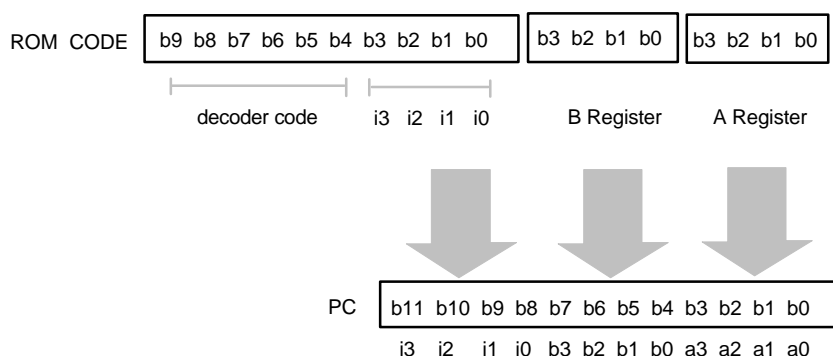 ROM CODE b9 b8 b7 b6 b5 b4 b3 b2 b1 b0 b3 b2 b1 b0 b3 b2 b1 b0
decoder code i3 i2 i1 i0 B Register A Register
PC b11 b10 b9 b8 b7 b6 b5 b4 b3 b2 b1 b0
i3 i2 i1 i0 b3 b2 b1 b0 a3 a2 a1 a0